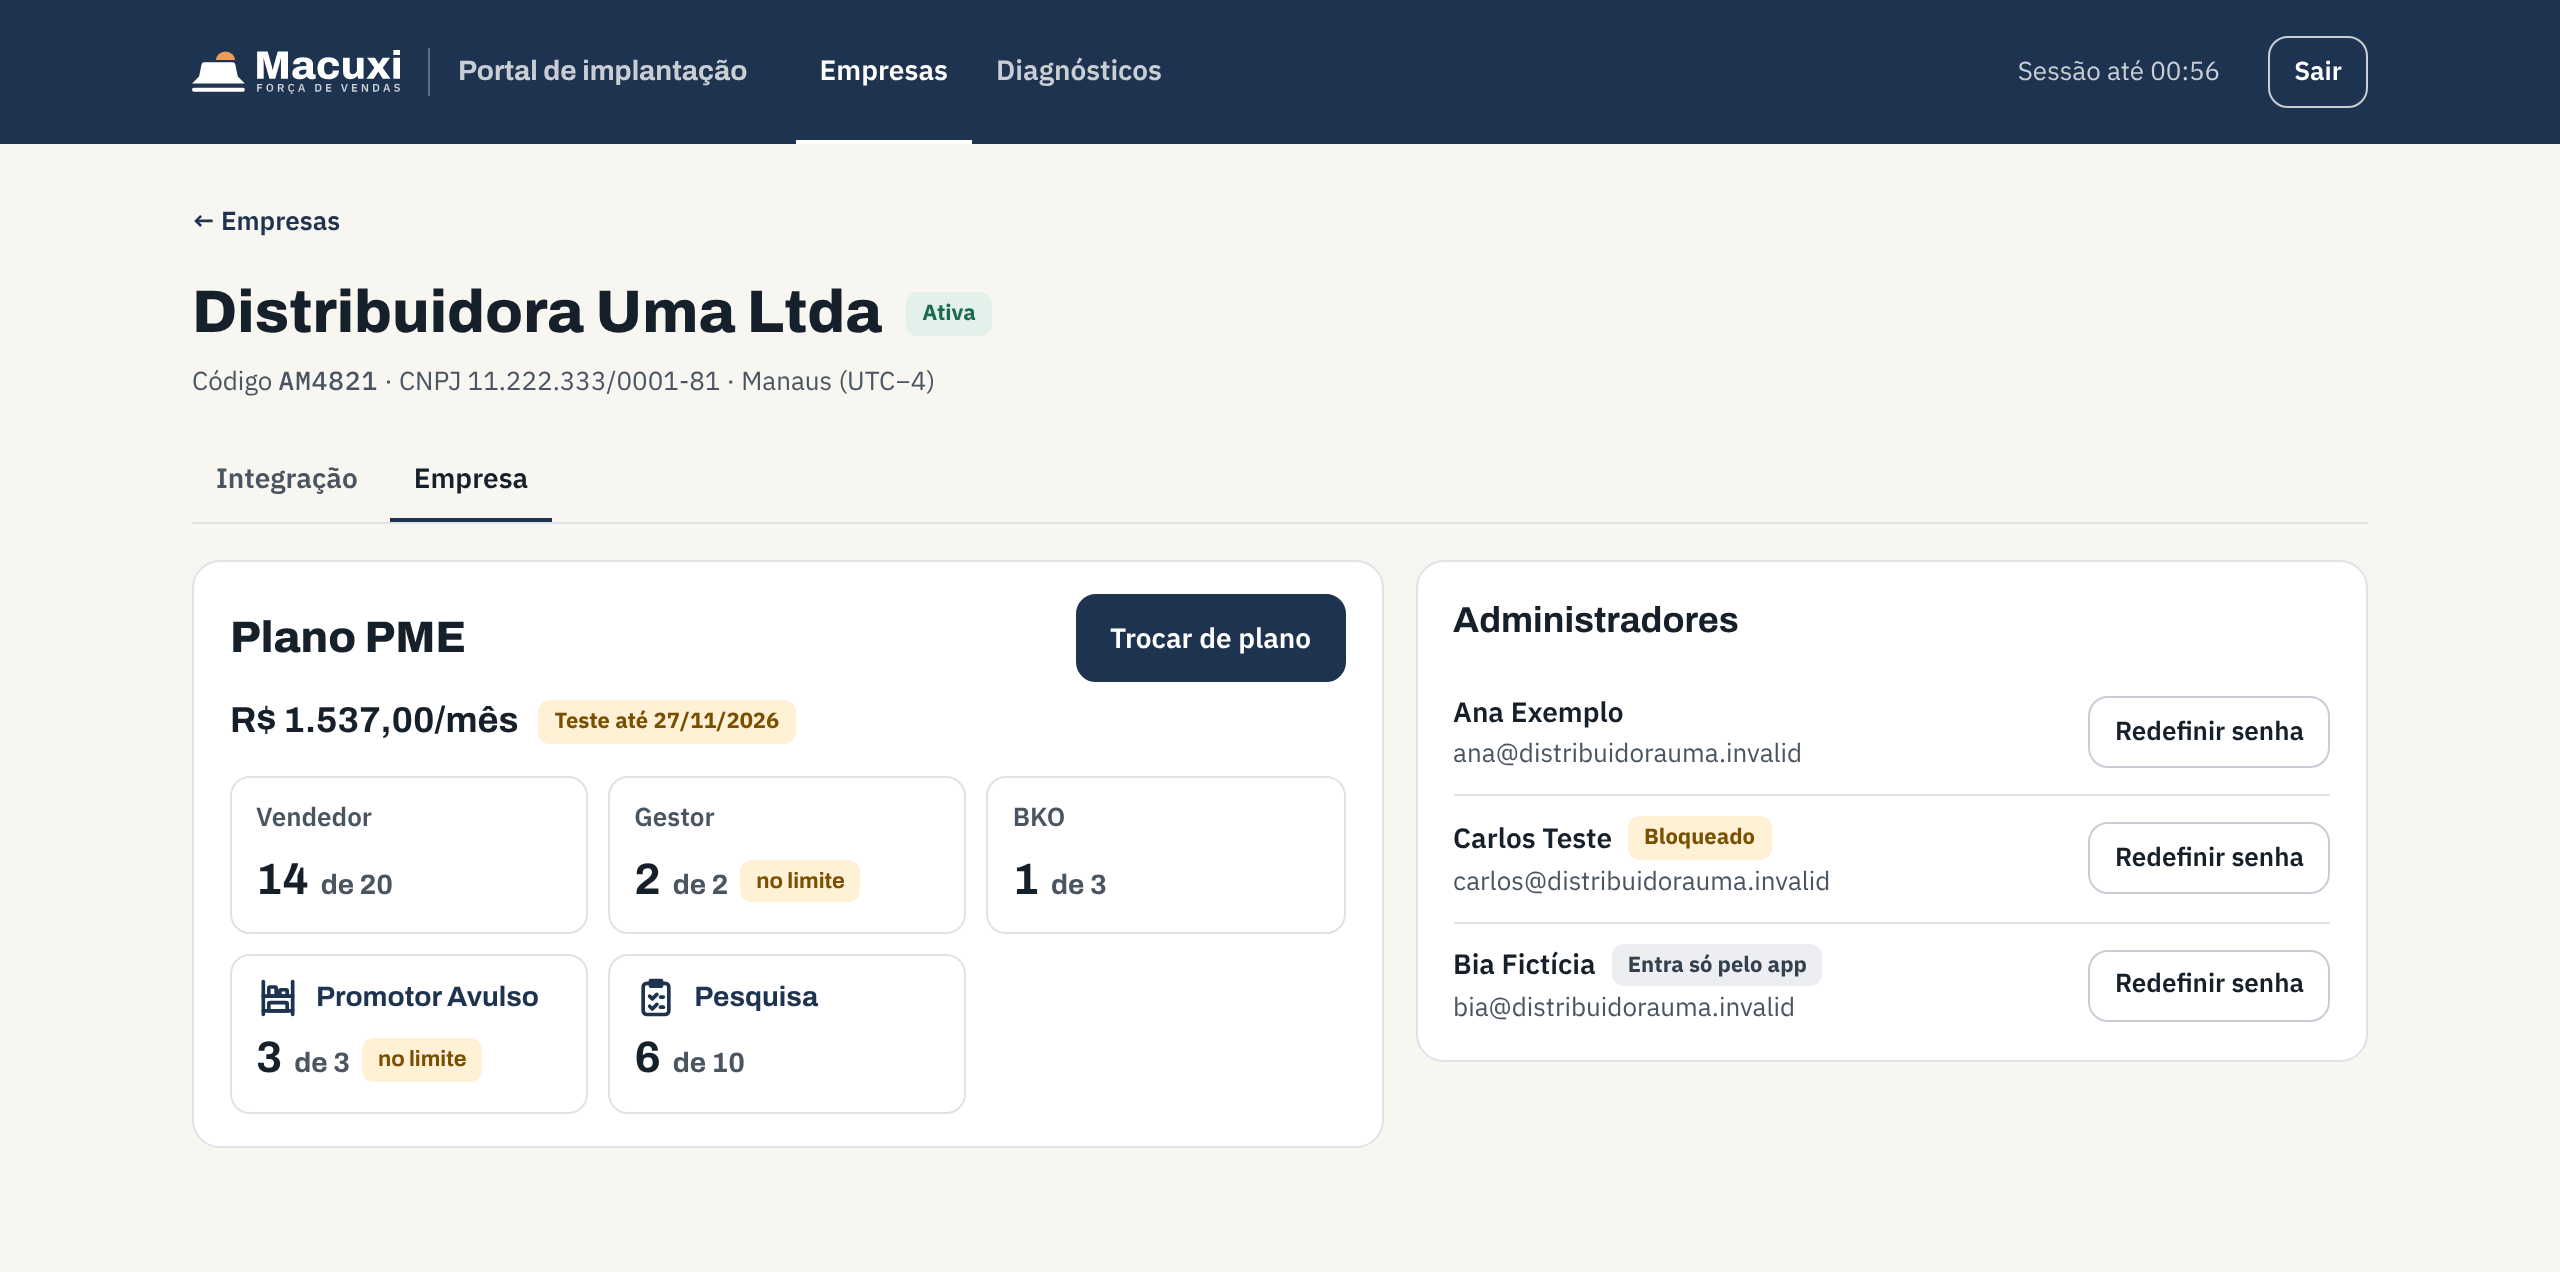 Macuxi
FORÇA DE VENDAS
Portal de implantação
Empresas
Diagnósticos
Sessão até 00:56
Sair
← Empresas
Distribuidora Uma Ltda
Ativa
Código AM4821 · CNPJ 11.222.333/0001-81 · Manaus (UTC−4)
Integração
Empresa
Plano PME
Trocar de plano
R$ 1.537,00/mês
Teste até 27/11/2026
Vendedor
14 de 20
Gestor
2 de 2 no limite
BKO
1 de 3
Promotor Avulso
3 de 3 no limite
Pesquisa
6 de 10
Administradores
Ana Exemplo
ana@distribuidorauma.invalid
Redefinir senha
Carlos Teste Bloqueado
carlos@distribuidorauma.invalid
Redefinir senha
Bia Fictícia Entra só pelo app
bia@distribuidorauma.invalid
Redefinir senha